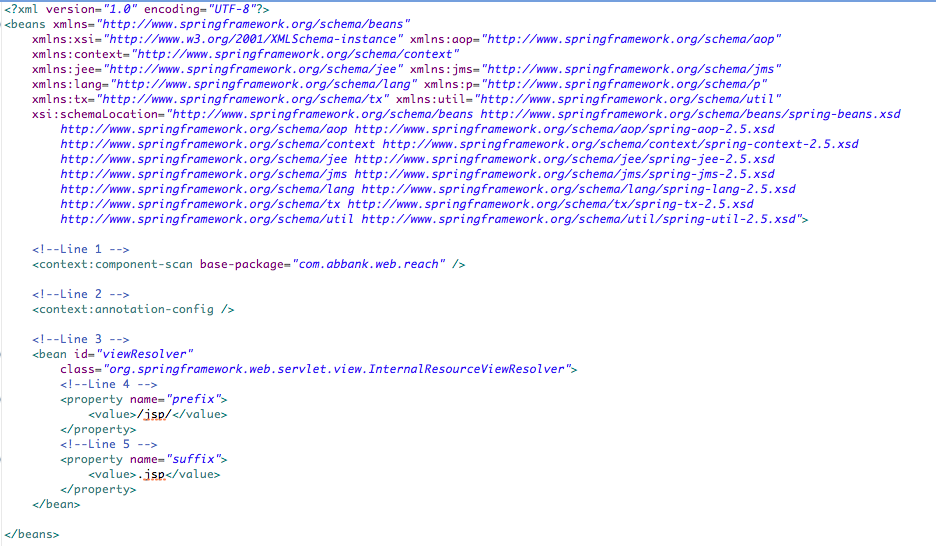 <?xml version="1.0" encoding="UTF-8"?>
<beans xmlns="http://www.springframework.org/schema/beans"
    xmlns:xsi="http://www.w3.org/2001/XMLSchema-instance" xmlns:aop="http://www.springframework.org/schema/aop"
    xmlns:context="http://www.springframework.org/schema/context"
    xmlns:jee="http://www.springframework.org/schema/jee" xmlns:jms="http://www.springframework.org/schema/jms"
    xmlns:lang="http://www.springframework.org/schema/lang" xmlns:p="http://www.springframework.org/schema/p"
    xmlns:tx="http://www.springframework.org/schema/tx" xmlns:util="http://www.springframework.org/schema/util"
    xsi:schemaLocation="http://www.springframework.org/schema/beans http://www.springframework.org/schema/beans/spring-beans.xsd
        http://www.springframework.org/schema/aop http://www.springframework.org/schema/aop/spring-aop-2.5.xsd
        http://www.springframework.org/schema/context http://www.springframework.org/schema/context/spring-context-2.5.xsd
        http://www.springframework.org/schema/jee http://www.springframework.org/schema/jee/spring-jee-2.5.xsd
        http://www.springframework.org/schema/jms http://www.springframework.org/schema/jms/spring-jms-2.5.xsd
        http://www.springframework.org/schema/lang http://www.springframework.org/schema/lang/spring-lang-2.5.xsd
        http://www.springframework.org/schema/tx http://www.springframework.org/schema/tx/spring-tx-2.5.xsd
        http://www.springframework.org/schema/util http://www.springframework.org/schema/util/spring-util-2.5.xsd">
    <!--Line 1 -->
    <context:component-scan base-package="com.abbank.web.reach" />
    <!--Line 2 -->
    <context:annotation-config />
    <!--Line 3 -->
    <bean id="viewResolver"
        class="org.springframework.web.servlet.view.InternalResourceViewResolver">
        <!--Line 4 -->
        <property name="prefix">
            <value>/jsp/</value>
        </property>
        <!--Line 5 -->
        <property name="suffix">
            <value>.jsp</value>
        </property>
    </bean>
</beans>